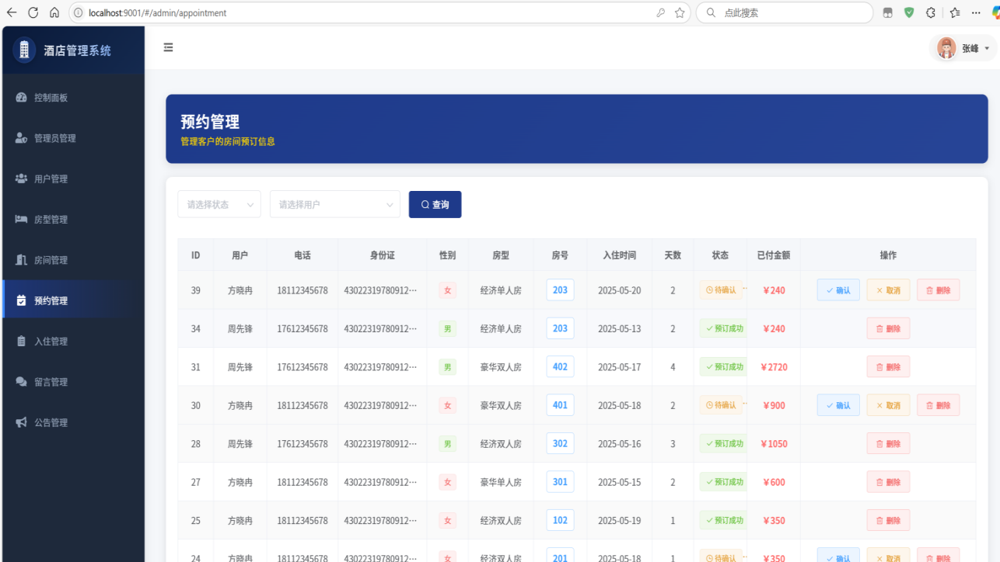 localhost:9001/#/admin/appointment
点此搜索
酒店管理系统
张峰
控制面板
管理员管理
用户管理
房型管理
房间管理
预约管理
入住管理
留言管理
公告管理
预约管理
管理客户的房间预订信息
请选择状态 请选择用户 查询
ID 用户 电话 身份证 性别 房型 房号 入住时间 天数 状态 已付金额 操作
39 方晓冉 18112345678 43022319780912··· 女 经济单人房 203 2025-05-20 2 待确认 ¥240 确认 取消 删除
34 周先锋 17612345678 43022319780912··· 男 经济单人房 203 2025-05-13 2 预订成功 ¥240 删除
31 周先锋 17612345678 43022319780912··· 男 豪华双人房 402 2025-05-17 4 预订成功 ¥2720 删除
30 方晓冉 18112345678 43022319780912··· 女 豪华双人房 401 2025-05-18 2 待确认 ¥900 确认 取消 删除
28 周先锋 17612345678 43022319780912··· 男 经济双人房 302 2025-05-16 3 预订成功 ¥1050 删除
27 方晓冉 18112345678 43022319780912··· 女 豪华单人房 301 2025-05-15 2 预订成功 ¥600 删除
25 方晓冉 18112345678 43022319780912··· 女 经济双人房 102 2025-05-19 1 预订成功 ¥350 删除
24 方晓冉 18112345678 43022319780912··· 女 经济双人房 201 2025-05-18 1 待确认 ¥350 确认 取消 删除